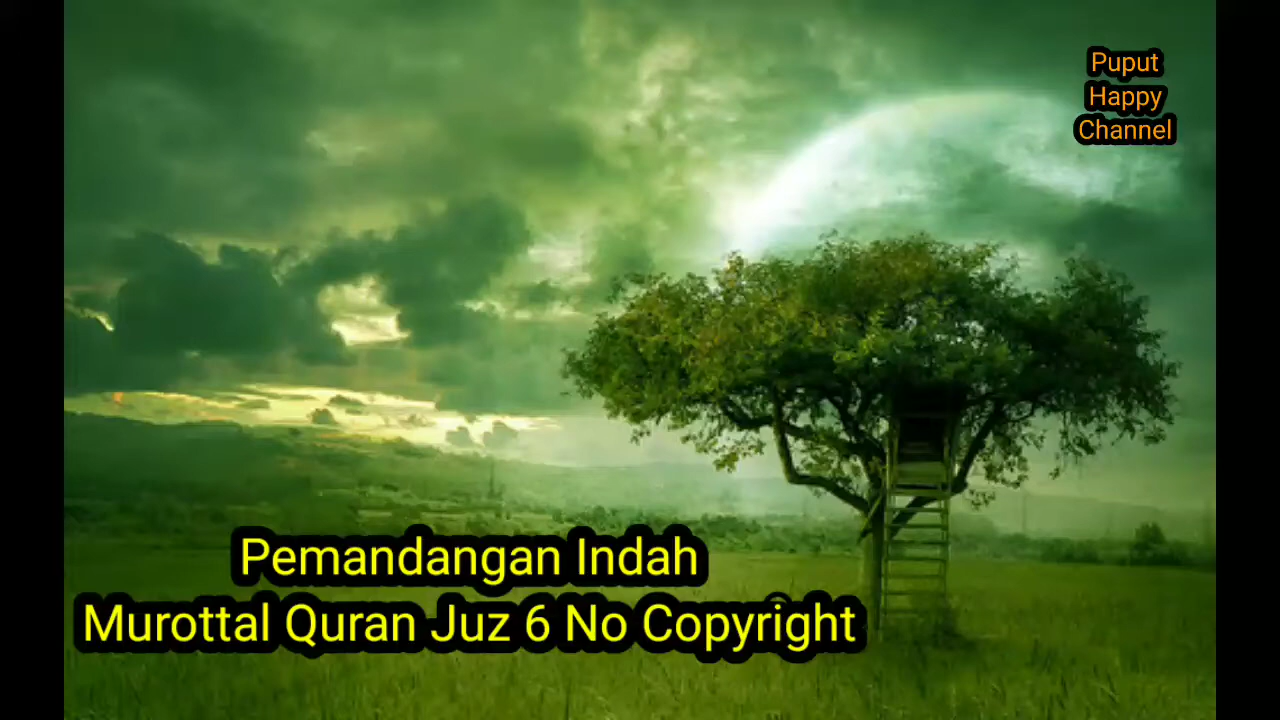 Puput
Happy
Channel
Pemandangan Indah
Murottal Quran Juz 6 No Copyright